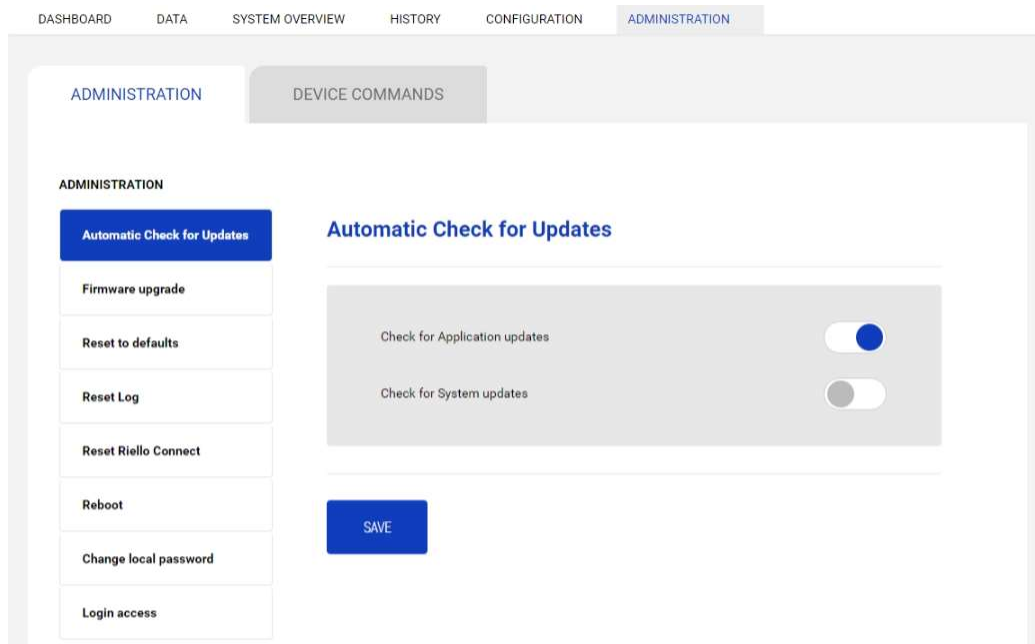 DASHBOARD DATA SYSTEM OVERVIEW HISTORY CONFIGURATION ADMINISTRATION
ADMINISTRATION DEVICE COMMANDS
ADMINISTRATION
Automatic Check for Updates
Firmware upgrade
Reset to defaults
Reset Log
Reset Riello Connect
Reboot
Change local password
Login access
Automatic Check for Updates
Check for Application updates
Check for System updates
SAVE